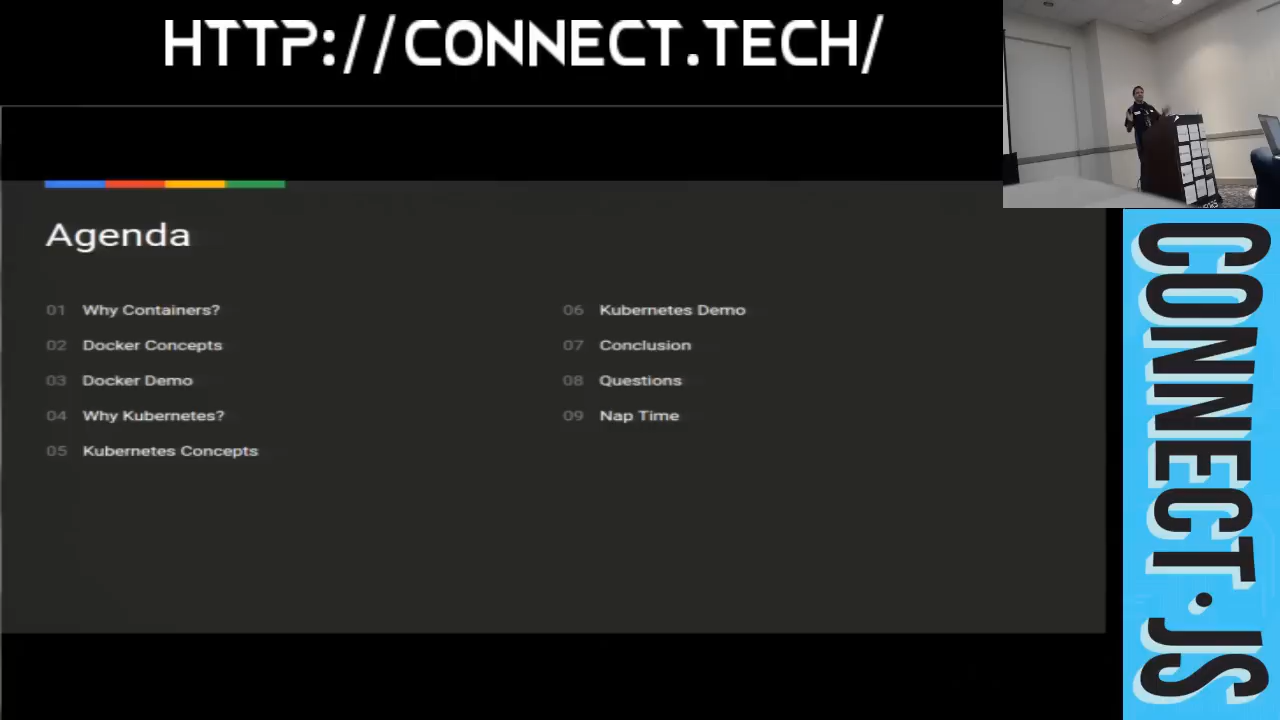 HTTP://CONNECT.TECH/
Agenda
01 Why Containers?
02 Docker Concepts
03 Docker Demo
04 Why Kubernetes?
05 Kubernetes Concepts
06 Kubernetes Demo
07 Conclusion
08 Questions
09 Nap Time
CONNECT.JS